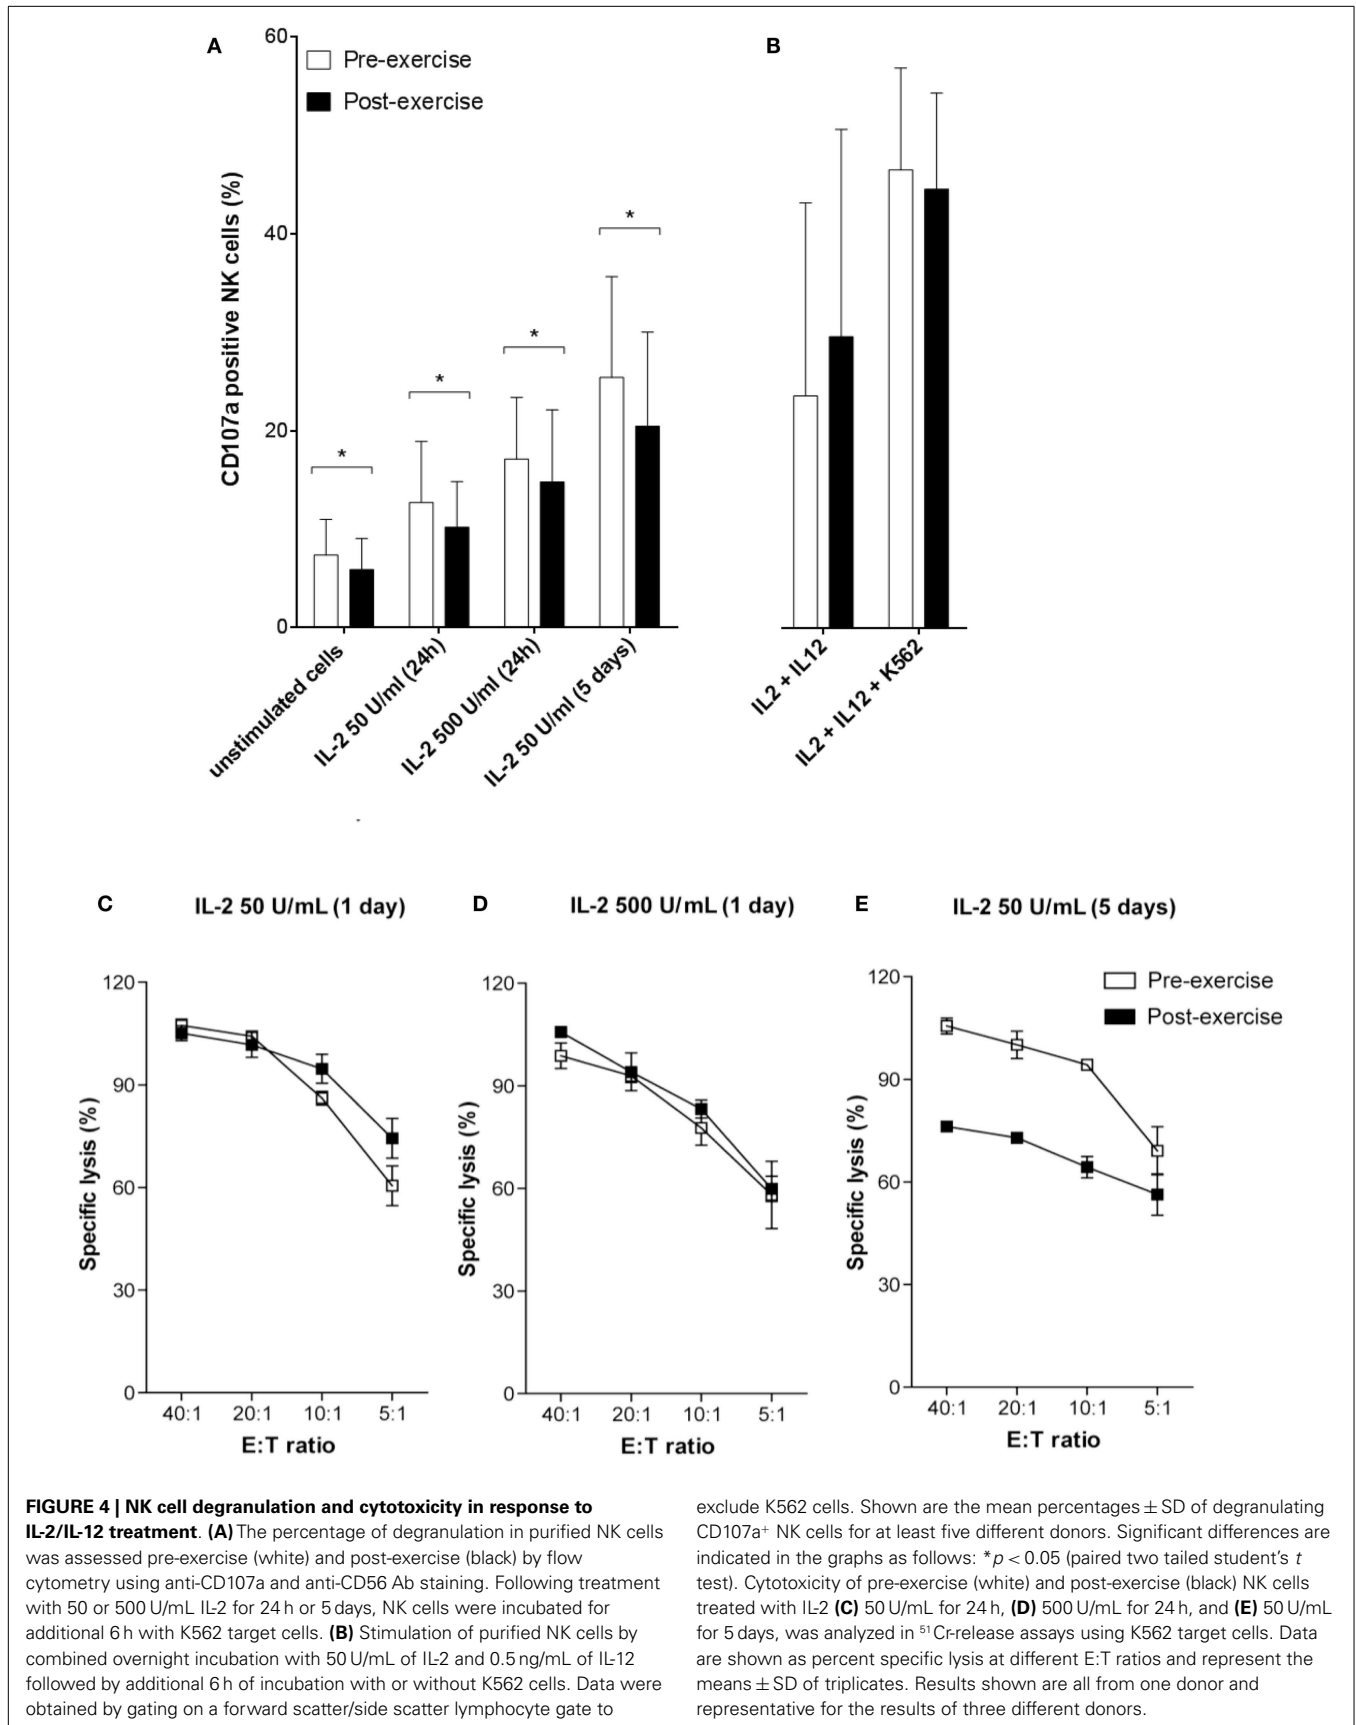 A
B
60
40
20
0
CD107a positive NK cells (%)
Pre-exercise
Post-exercise
*
*
*
*
unstimulated cells
IL-2 50 U/ml (24h)
IL-2 500 U/ml (24h)
IL-2 50 U/ml (5 days)
IL2 + IL12
IL2 + IL12 + K562
C
IL-2 50 U/mL (1 day)
120
90
60
30
0
Specific lysis (%)
40:1 20:1 10:1 5:1
E:T ratio
D
IL-2 500 U/mL (1 day)
120
90
60
30
0
Specific lysis (%)
40:1 20:1 10:1 5:1
E:T ratio
E
IL-2 50 U/mL (5 days)
120
90
60
30
0
Specific lysis (%)
Pre-exercise
Post-exercise
40:1 20:1 10:1 5:1
E:T ratio
FIGURE 4 | NK cell degranulation and cytotoxicity in response to
IL-2/IL-12 treatment. (A) The percentage of degranulation in purified NK cells
was assessed pre-exercise (white) and post-exercise (black) by flow
cytometry using anti-CD107a and anti-CD56 Ab staining. Following treatment
with 50 or 500 U/mL IL-2 for 24 h or 5 days, NK cells were incubated for
additional 6 h with K562 target cells. (B) Stimulation of purified NK cells by
combined overnight incubation with 50 U/mL of IL-2 and 0.5 ng/mL of IL-12
followed by additional 6 h of incubation with or without K562 cells. Data were
obtained by gating on a forward scatter/side scatter lymphocyte gate to
exclude K562 cells. Shown are the mean percentages ± SD of degranulating
CD107a⁺ NK cells for at least five different donors. Significant differences are
indicated in the graphs as follows: *p < 0.05 (paired two tailed student's t
test). Cytotoxicity of pre-exercise (white) and post-exercise (black) NK cells
treated with IL-2 (C) 50 U/mL for 24 h, (D) 500 U/mL for 24 h, and (E) 50 U/mL
for 5 days, was analyzed in ⁵¹Cr-release assays using K562 target cells. Data
are shown as percent specific lysis at different E:T ratios and represent the
means ± SD of triplicates. Results shown are all from one donor and
representative for the results of three different donors.